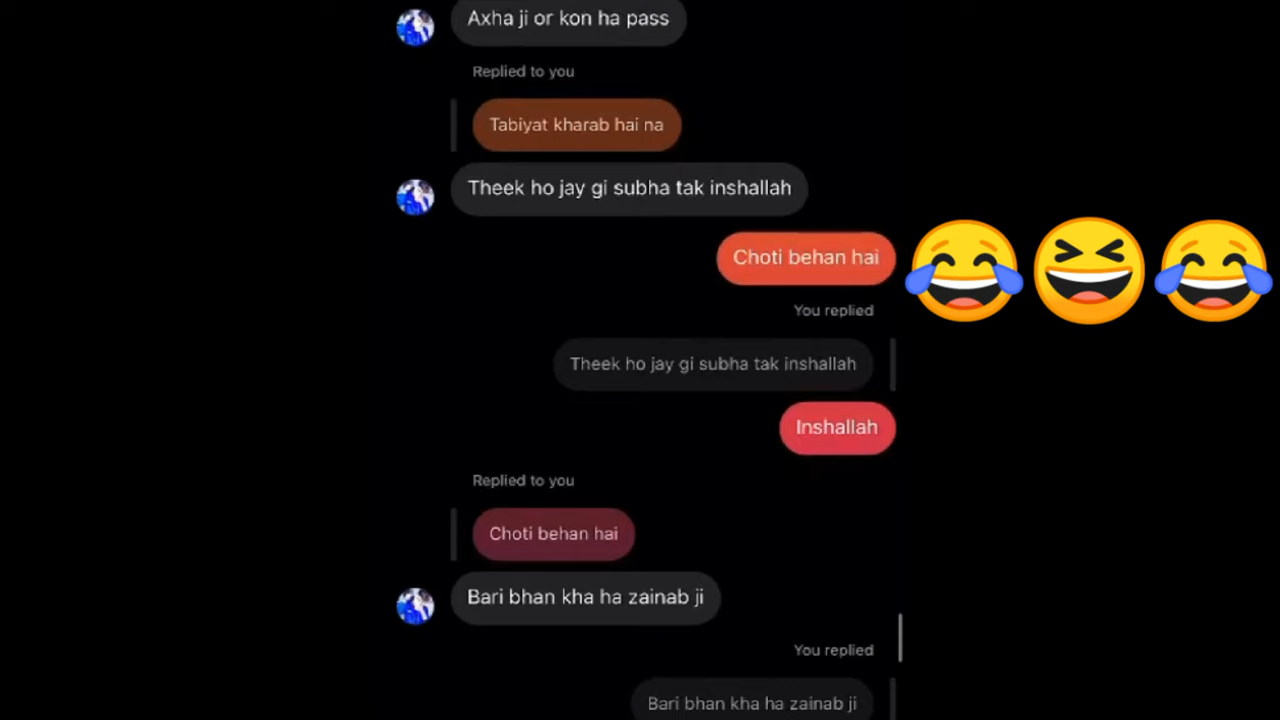 Axha ji or kon ha pass
Replied to you
Tabiyat kharab hai na
Theek ho jay gi subha tak inshallah
Choti behan hai
You replied
Theek ho jay gi subha tak inshallah
Inshallah
Replied to you
Choti behan hai
Bari bhan kha ha zainab ji
You replied
Bari bhan kha ha zainab ji